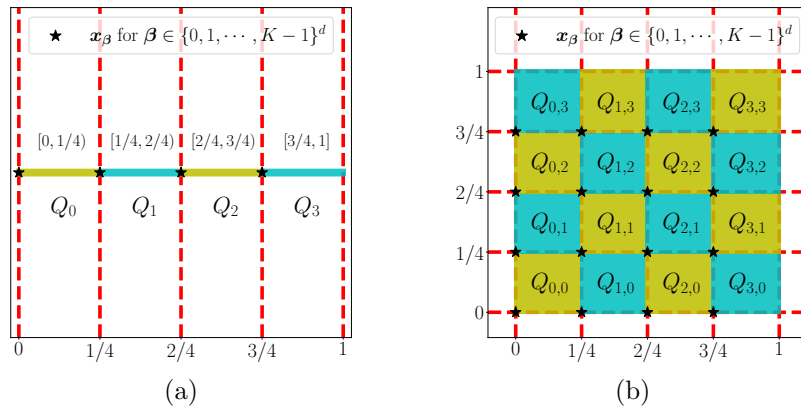 ★ x_β for β ∈ {0, 1, ⋯ , K − 1}^d
[0, 1/4) [1/4, 2/4) [2/4, 3/4) [3/4, 1]
Q_0 Q_1 Q_2 Q_3
0 1/4 2/4 3/4 1
(a)
★ x_β for β ∈ {0, 1, ⋯ , K − 1}^d
1
Q_{0,3} Q_{1,3} Q_{2,3} Q_{3,3}
3/4
Q_{0,2} Q_{1,2} Q_{2,2} Q_{3,2}
2/4
Q_{0,1} Q_{1,1} Q_{2,1} Q_{3,1}
1/4
Q_{0,0} Q_{1,0} Q_{2,0} Q_{3,0}
0
0 1/4 2/4 3/4 1
(b)